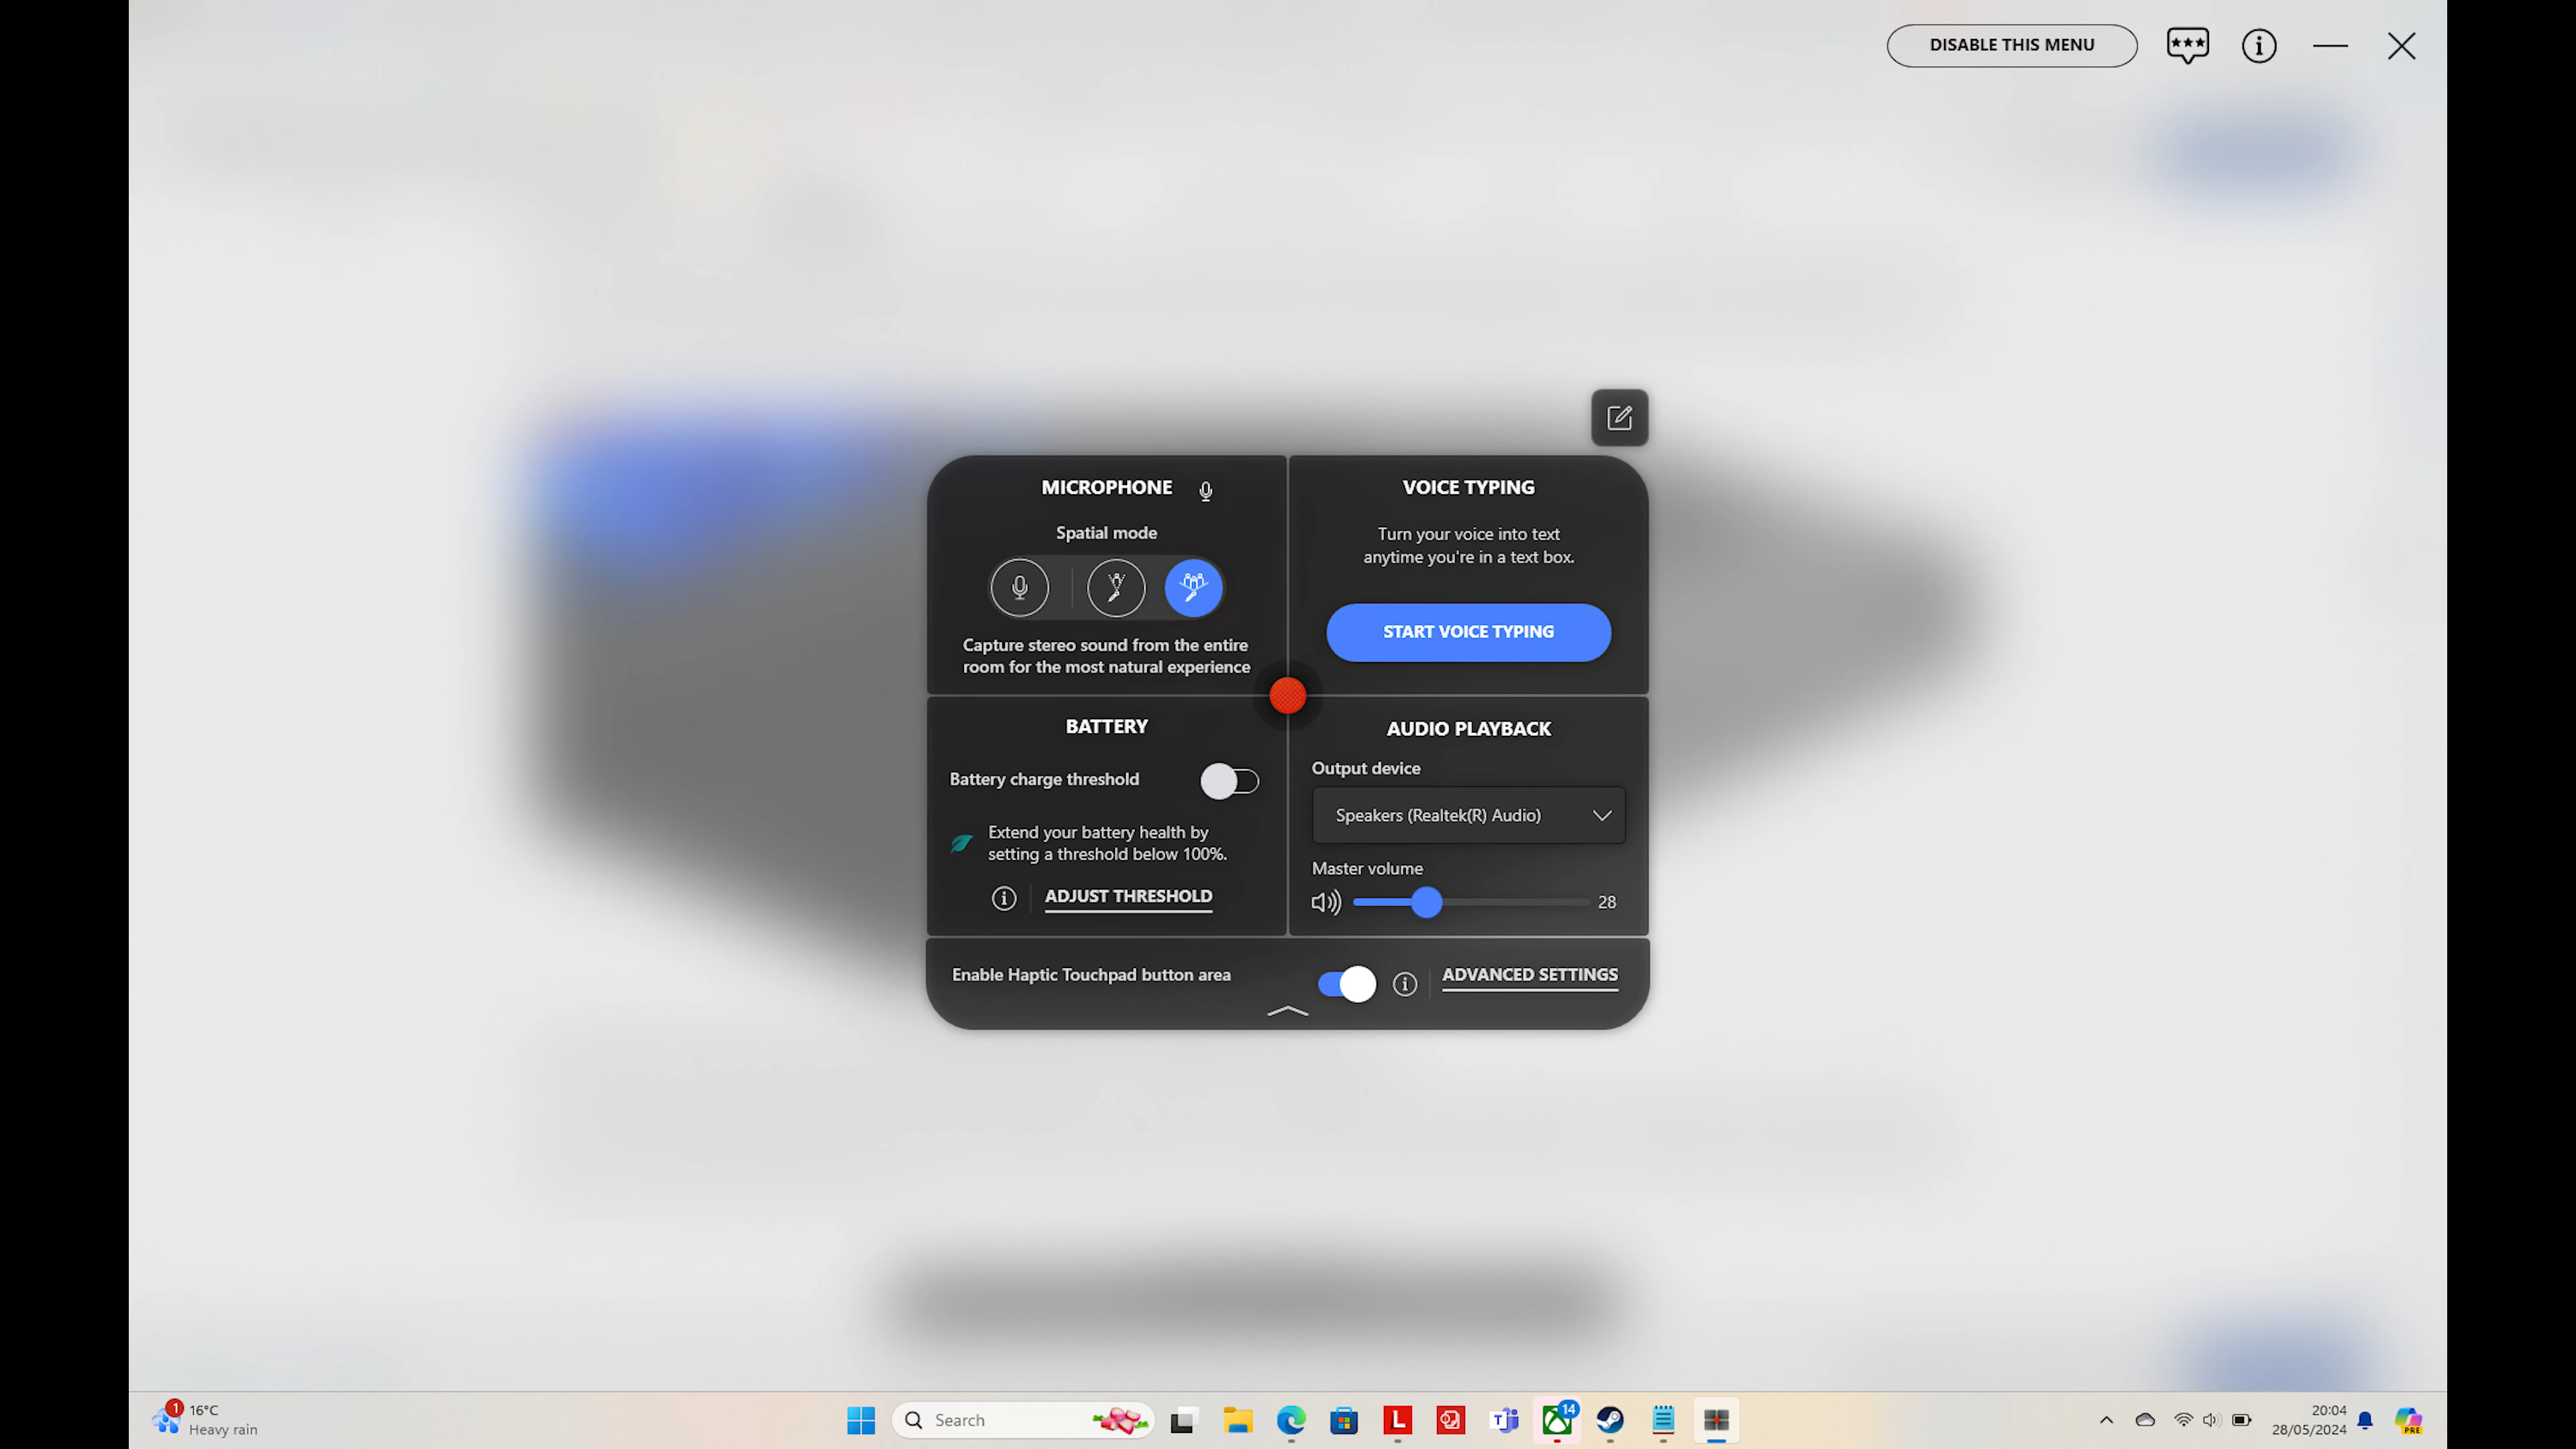 DISABLE THIS MENU
MICROPHONE
Spatial mode
Capture stereo sound from the entire
room for the most natural experience
VOICE TYPING
Turn your voice into text
anytime you're in a text box.
START VOICE TYPING
BATTERY
Battery charge threshold
Extend your battery health by
setting a threshold below 100%.
ADJUST THRESHOLD
AUDIO PLAYBACK
Output device
Speakers (Realtek(R) Audio)
Master volume
28
Enable Haptic Touchpad button area
ADVANCED SETTINGS
1
16°C
Heavy rain
Search
L
T
14
20:04
28/05/2024
PRE